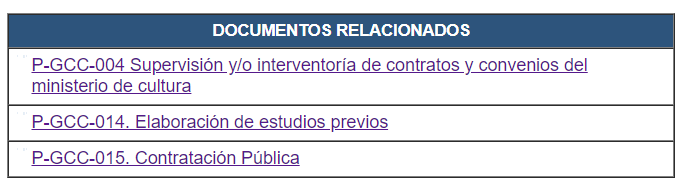 DOCUMENTOS RELACIONADOS
P-GCC-004 Supervisión y/o interventoría de contratos y convenios del
ministerio de cultura
P-GCC-014. Elaboración de estudios previos
P-GCC-015. Contratación Pública